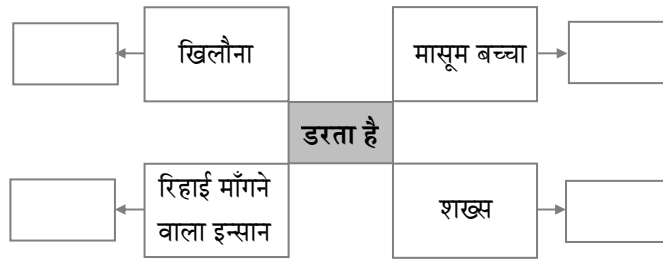 खिलौना
मासूम बच्चा
डरता है
रिहाई माँगने
वाला इन्सान
शख्स